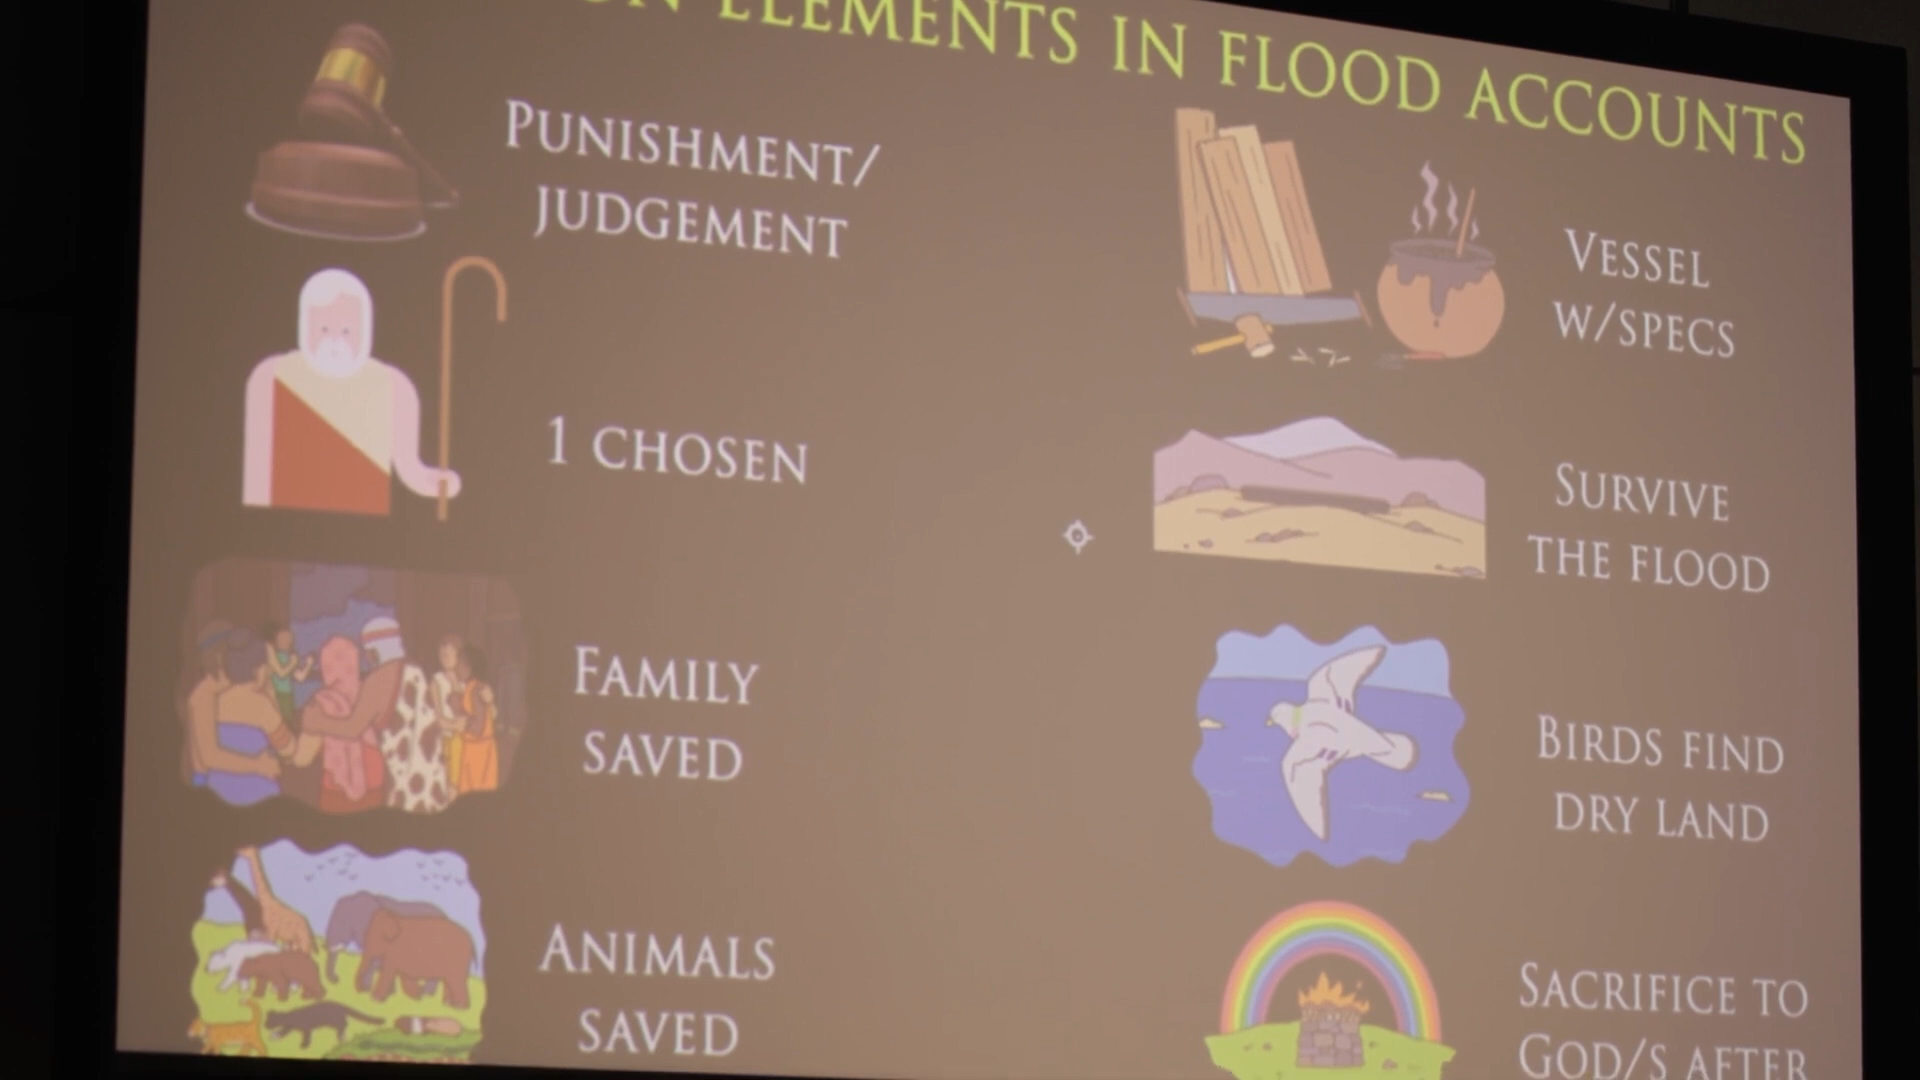 ELEMENTS IN FLOOD ACCOUNTS
PUNISHMENT/
JUDGEMENT
1 CHOSEN
FAMILY
SAVED
ANIMALS
SAVED
VESSEL
W/SPECS
SURVIVE
THE FLOOD
BIRDS FIND
DRY LAND
SACRIFICE TO
GOD/S AFTER